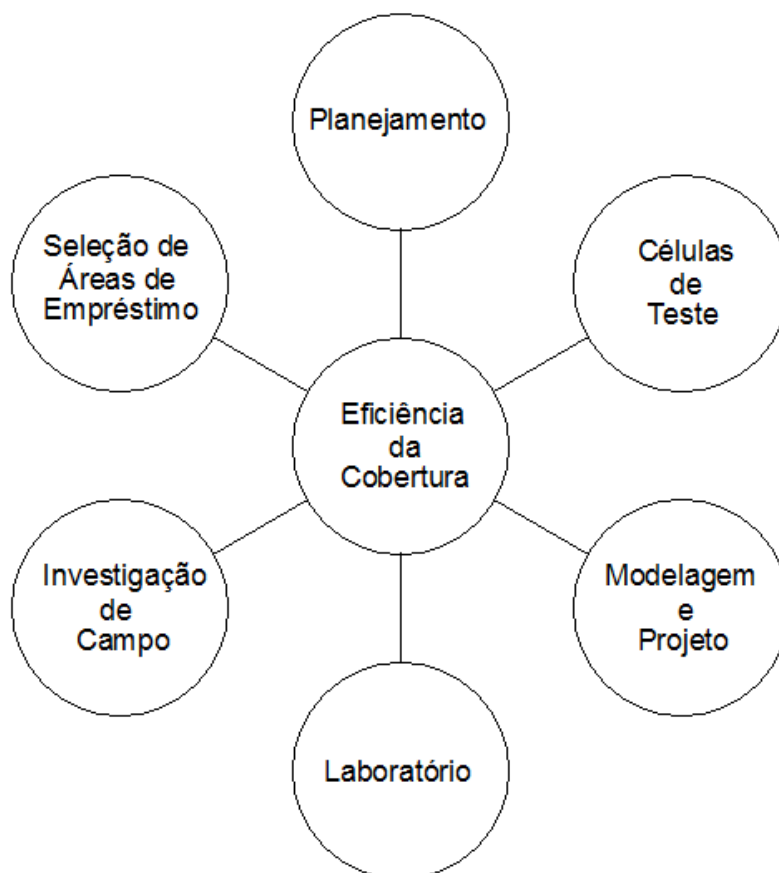 Planejamento
Seleção de
Áreas de
Empréstimo
Células
de
Teste
Eficiência
da
Cobertura
Investigação
de
Campo
Modelagem
e
Projeto
Laboratório